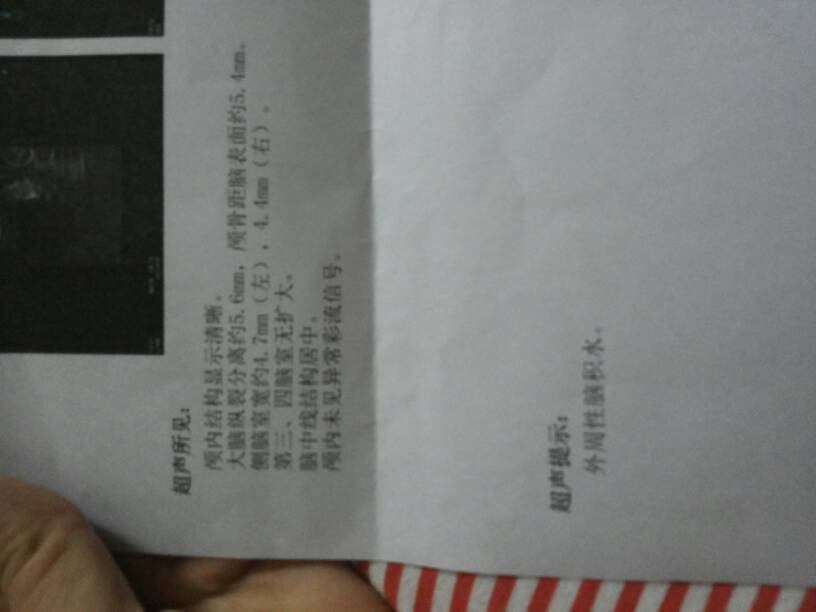 超声所见:
颅内结构显示清晰。
大脑纵裂分离约5.6mm，颅骨距脑表面约5.4mm。
侧脑室宽约4.7mm（左），4.4mm（右）。
第三、四脑室无扩大。
脑中线结构居中。
颅内未见异常彩流信号。
超声提示:
外周性脑积水。